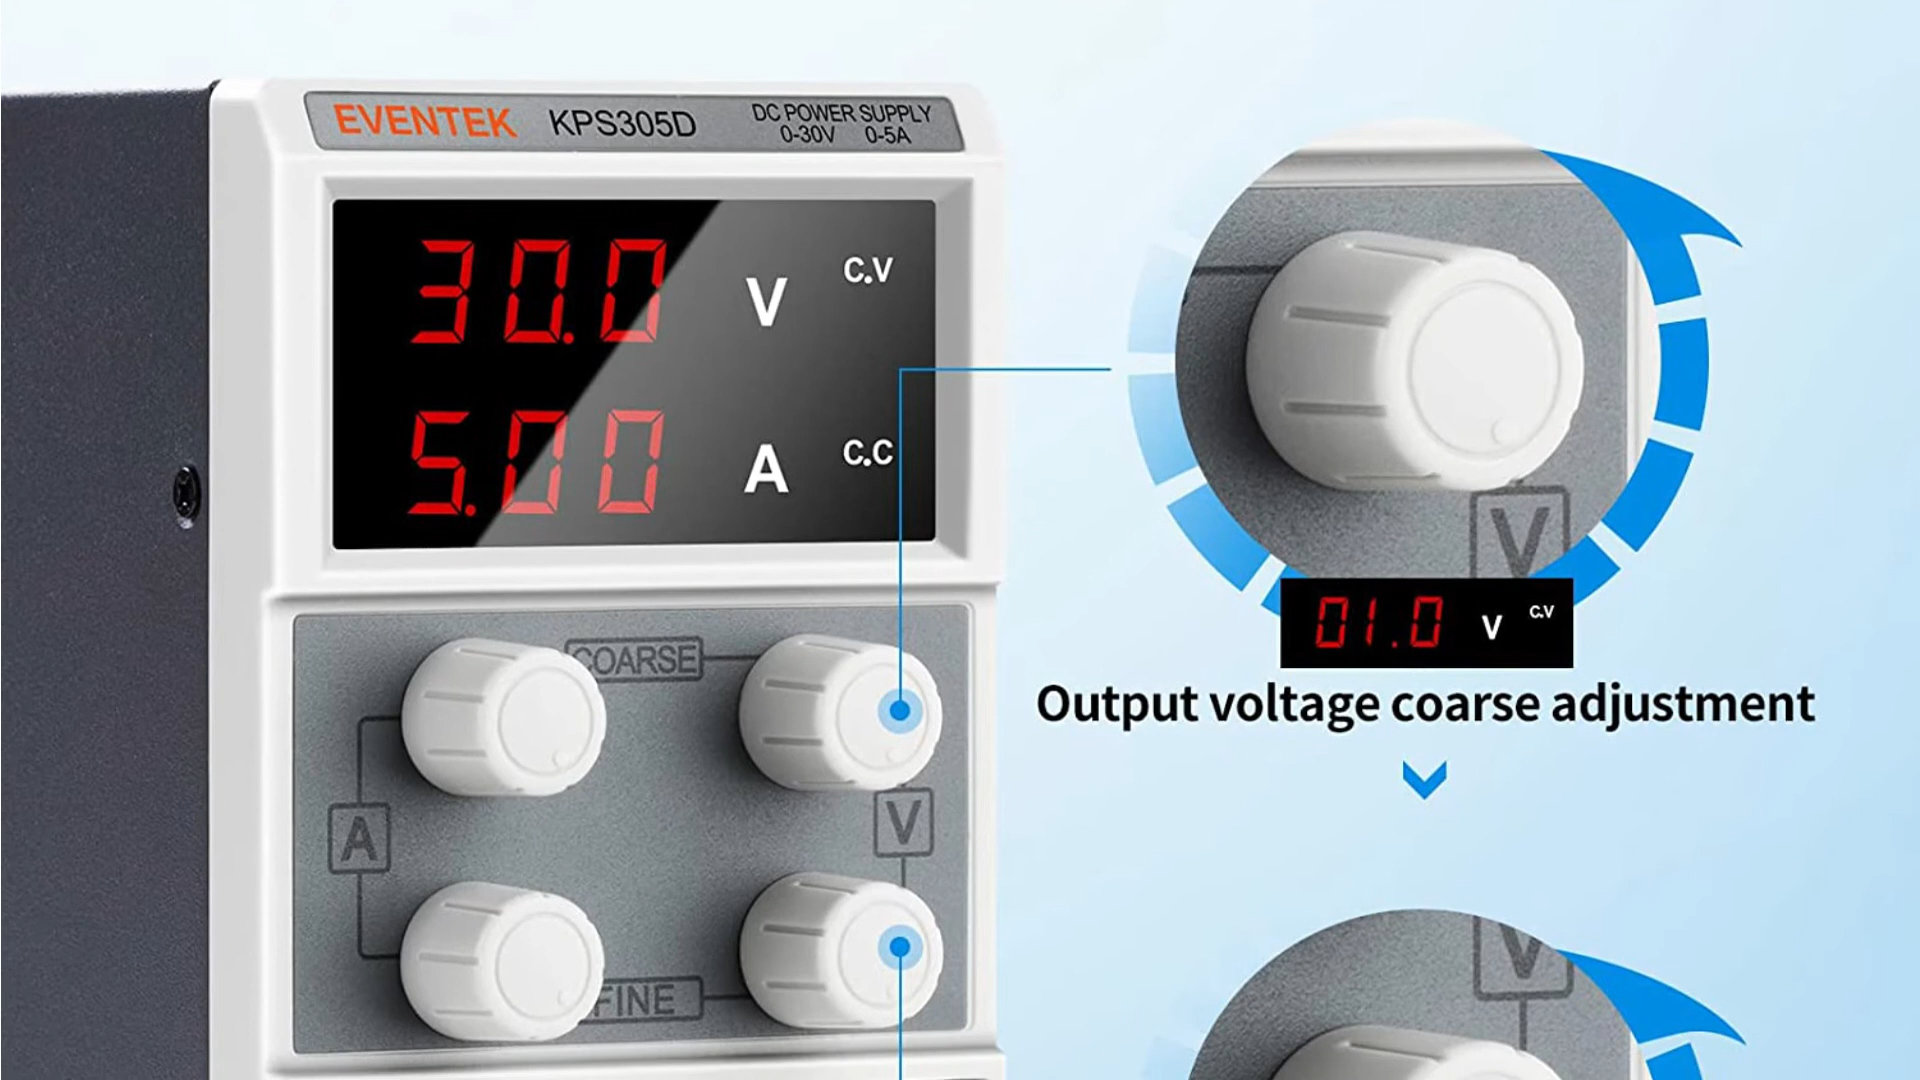 EVENTEK KPS305D DC POWER SUPPLY
0-30V 0-5A
30.0 V C.V
5.00 A C.C
COARSE
A
V
FINE
V
01.0 V C.V
Output voltage coarse adjustment
V